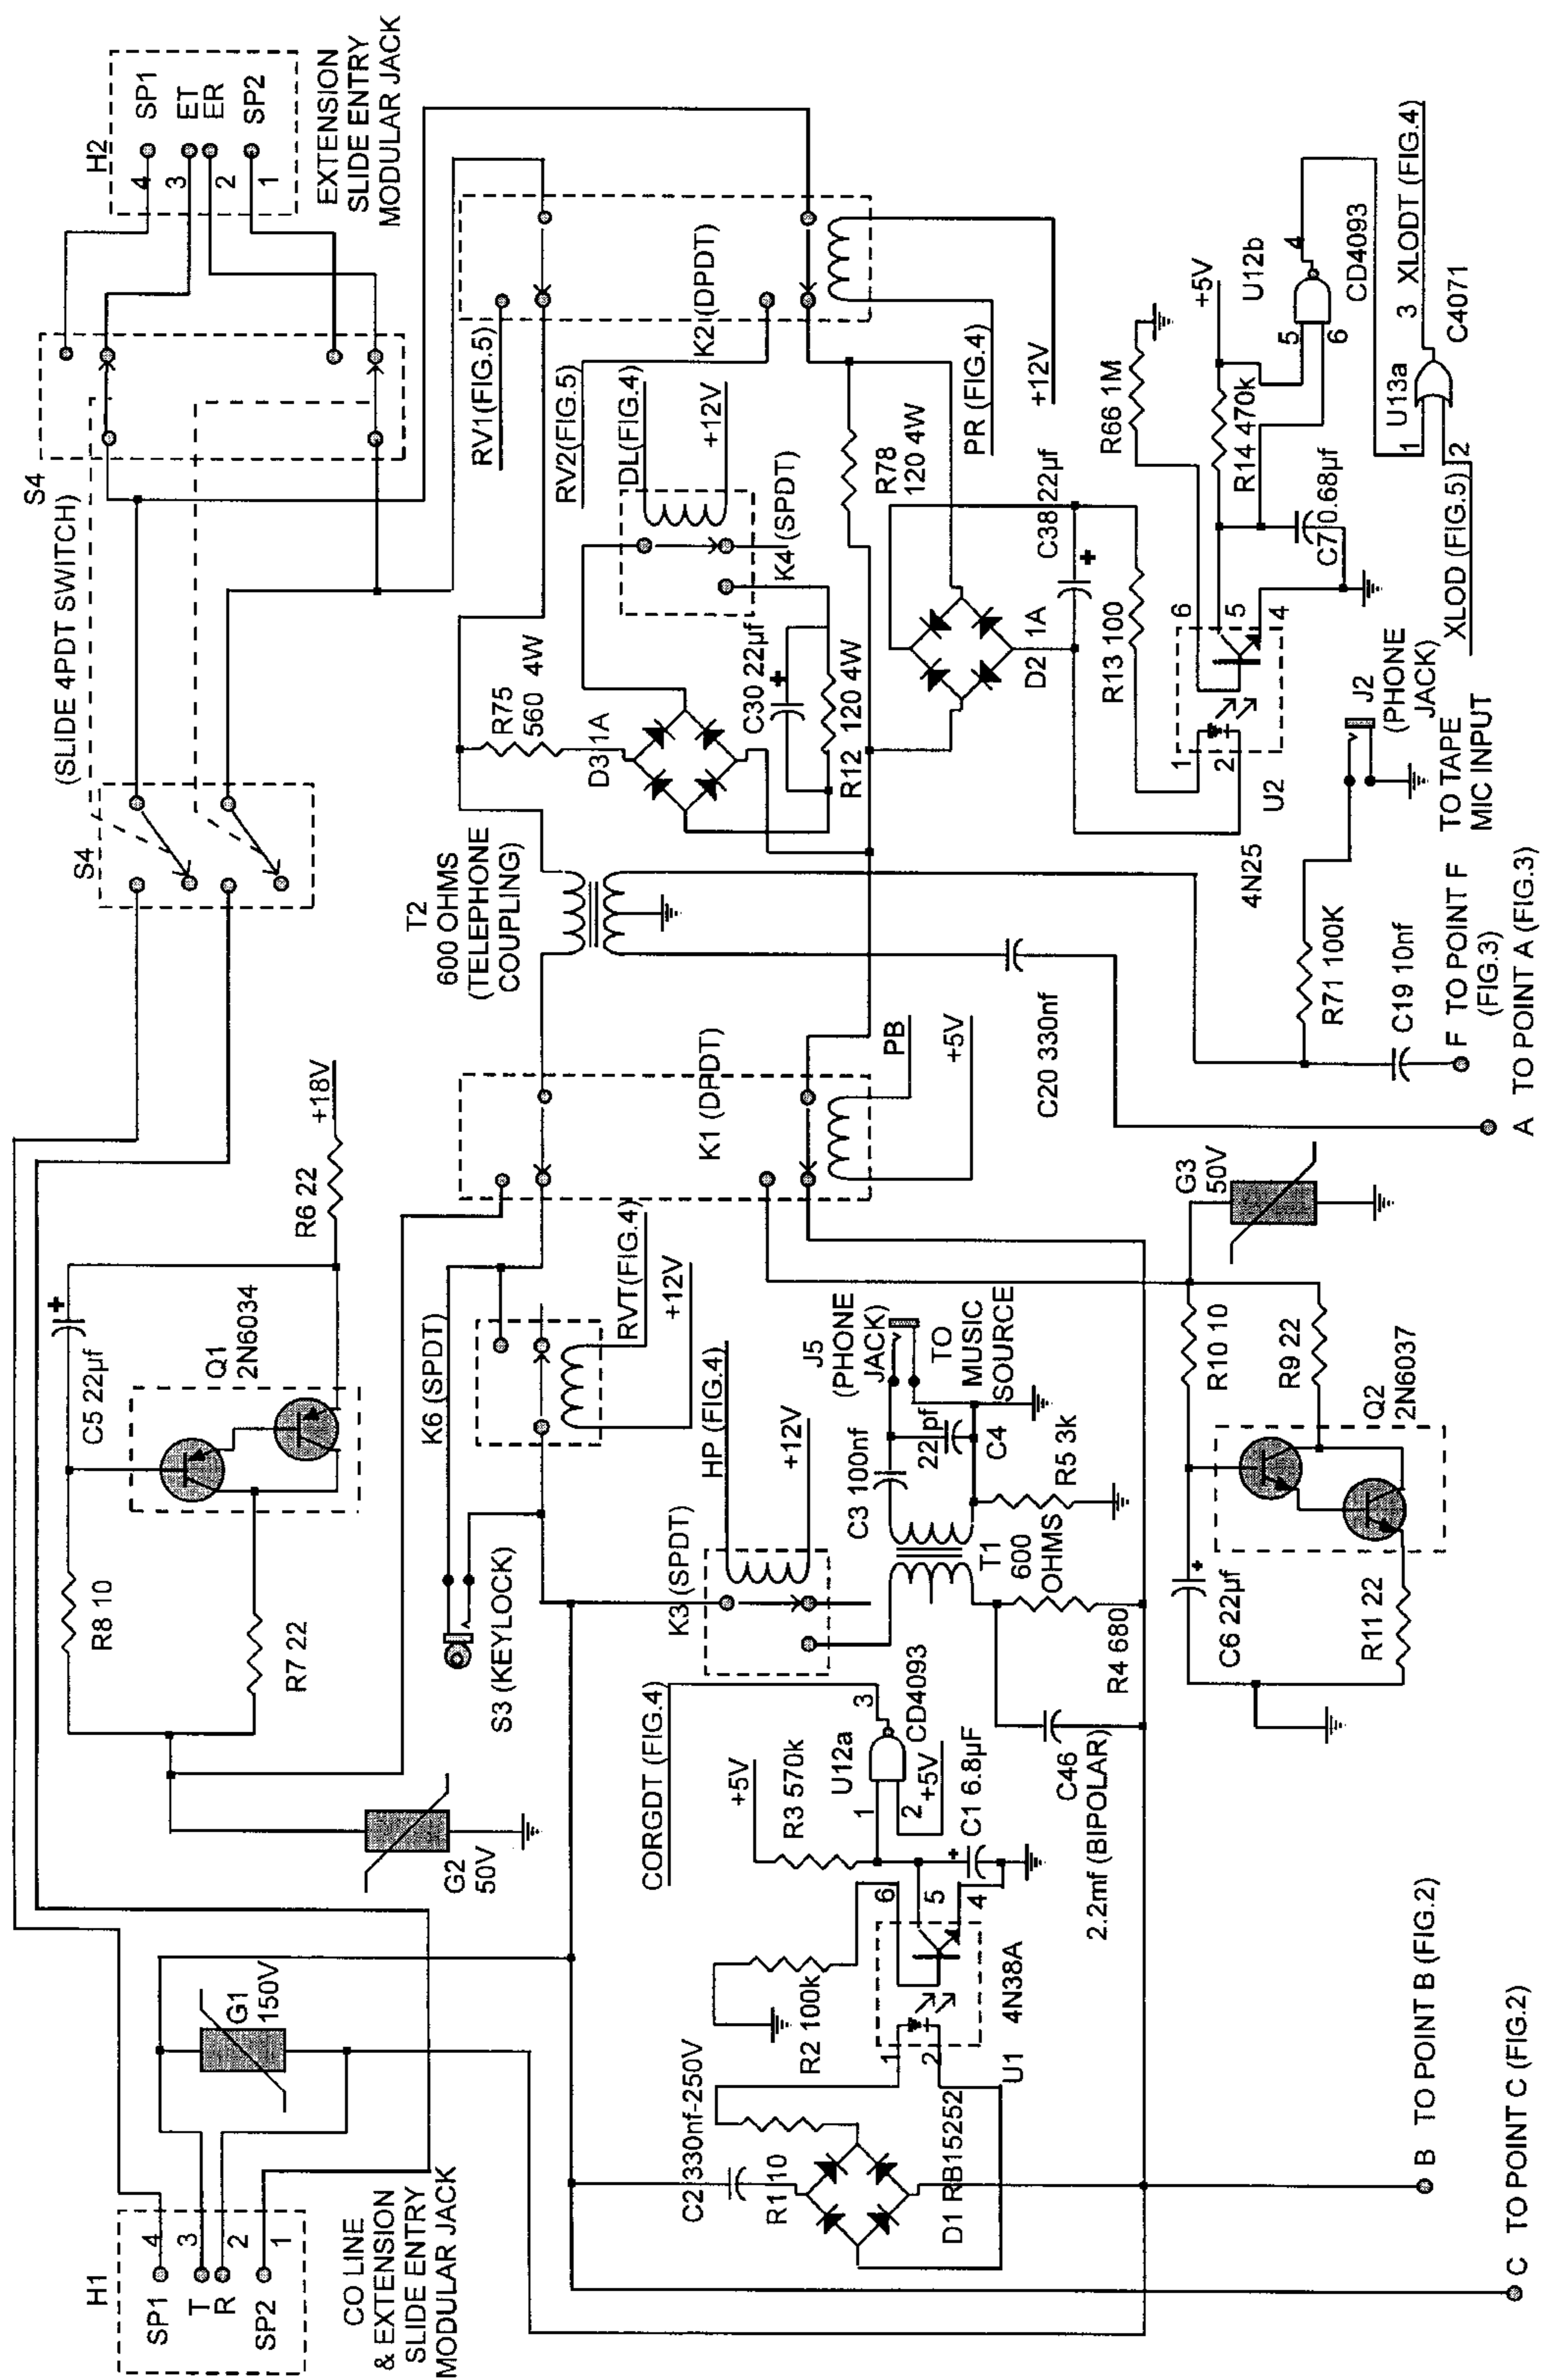 H1
SP1
T
R
SP2
4
3
2
1
CO LINE
& EXTENSION
SLIDE ENTRY
MODULAR JACK
G1
150V
G2
50V
R8 10
R7 22
C5 22µf
Q1
2N6034
R6 22
+18V
S4
(SLIDE 4PDT SWITCH)
S4
H2
4
3
2
1
SP1
ET
ER
SP2
EXTENSION
SLIDE ENTRY
MODULAR JACK
S3 (KEYLOCK)
K6 (SPDT)
RVT(FIG.4)
+12V
K1 (DPDT)
PB
+5V
T2
600 OHMS
(TELEPHONE
COUPLING)
R75
560 4W
D3 1A
C30 22µf
R12 120 4W
DL(FIG.4)
+12V
K4 (SPDT)
RV1(FIG.5)
RV2(FIG.5)
K2 (DPDT)
PR (FIG.4)
+12V
R78
120 4W
C38 22µf
D2 1A
R13 100
R66 1M
R14 470k
+5V
C7 0.68µf
U12b
5
6
4
CD4093
U13a
1
2
3 XLODT (FIG.4)
C4071
XLOD (FIG.5)
1
2
6
5
4
U2
4N25
J2
(PHONE
JACK)
TO TAPE
MIC INPUT
R71 100K
C19 10nf
F TO POINT F
(FIG.3)
A TO POINT A (FIG.3)
C20 330nf
CORGDT (FIG.4)
K3 (SPDT)
HP (FIG.4)
+12V
J5
(PHONE
JACK)
TO
MUSIC
SOURCE
C3 100nf
22 pf
C4
R5 3k
T1
600
OHMS
R4 680
C46
2.2mf (BIPOLAR)
+5V
R3 570k
U12a
1
2
3
CD4093
+5V
C1 6.8µF
R2 100k
6
5
4
1
2
U1
4N38A
C2 330nf-250V
R1 10
D1 RB15252
G3
50V
R10 10
R9 22
Q2
2N6037
C6 22µf
R11 22
B TO POINT B (FIG.2)
C TO POINT C (FIG.2)